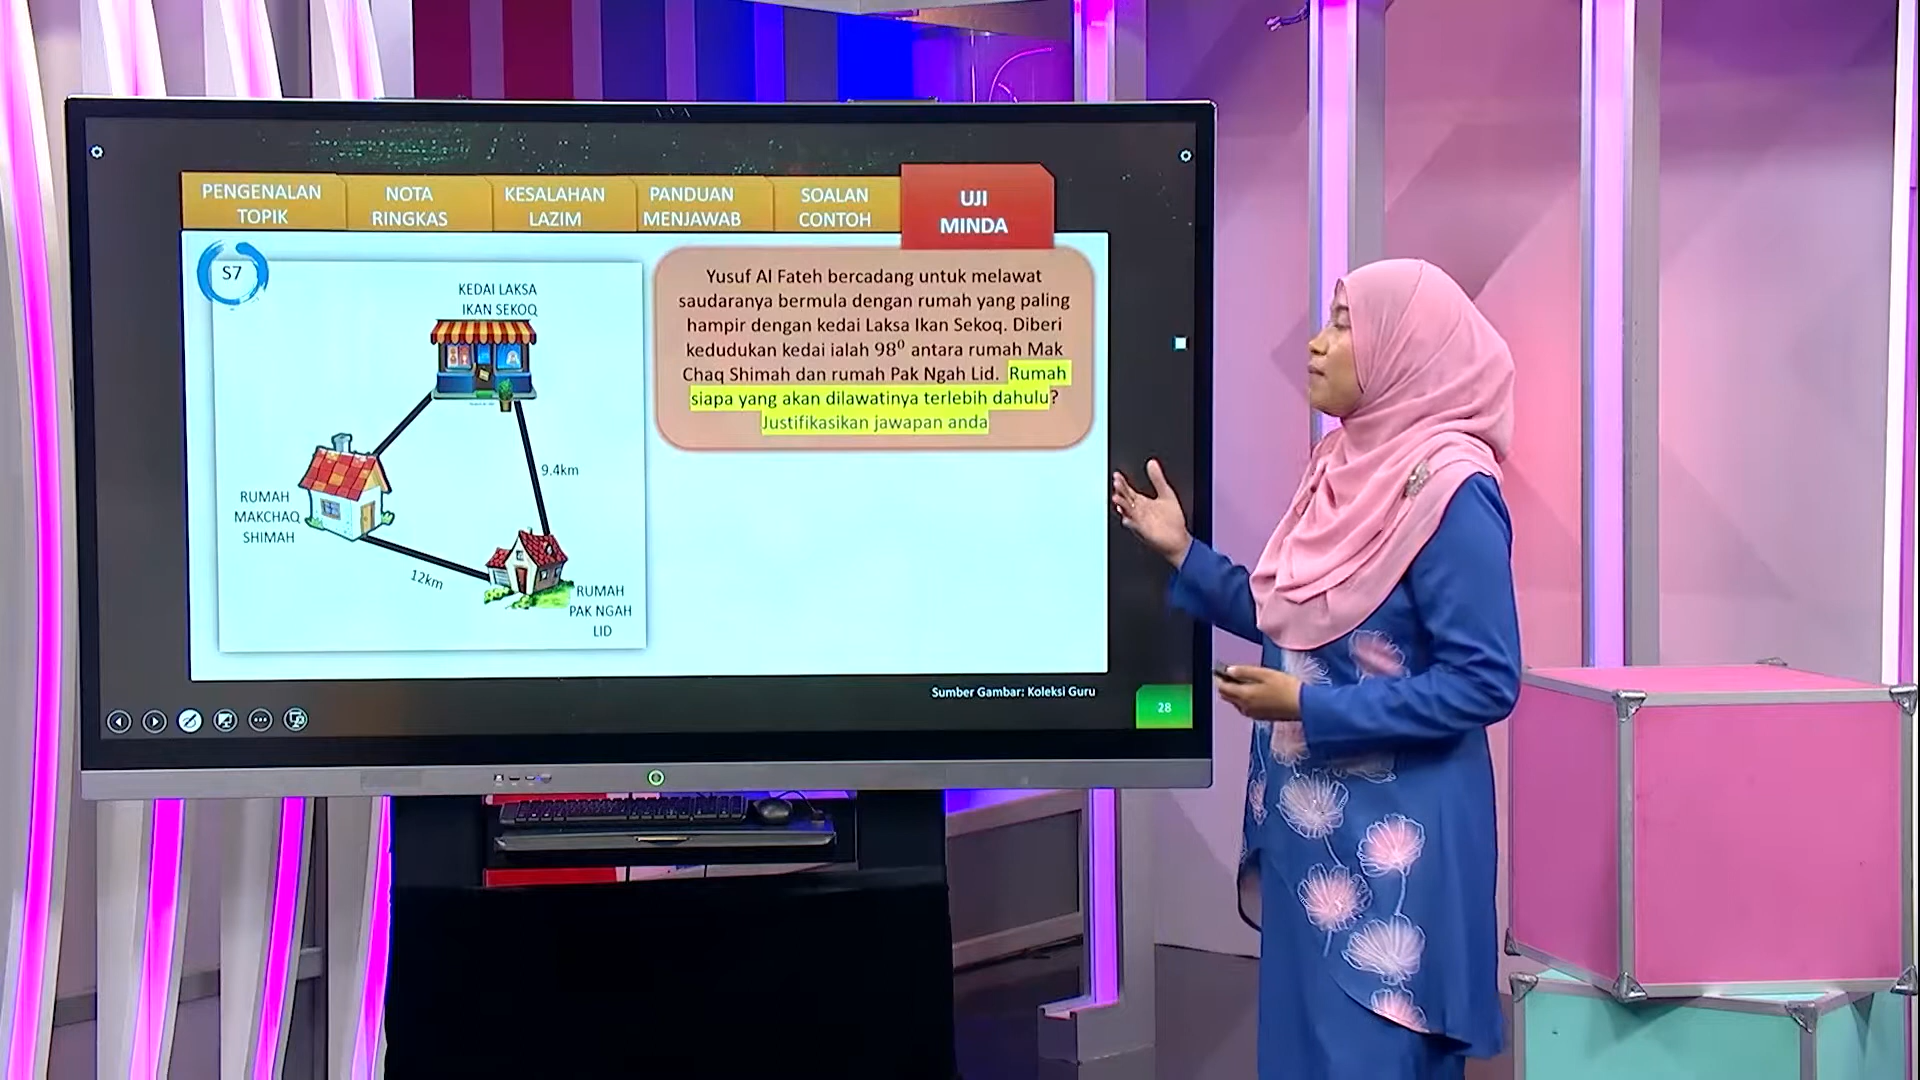 PENGENALAN
TOPIK
NOTA
RINGKAS
KESALAHAN
LAZIM
PANDUAN
MENJAWAB
SOALAN
CONTOH
UJI
MINDA
S7
KEDAI LAKSA
IKAN SEKOQ
RUMAH
MAKCHAQ
SHIMAH
9.4km
12km
RUMAH
PAK NGAH
LID
Yusuf Al Fateh bercadang untuk melawat
saudaranya bermula dengan rumah yang paling
hampir dengan kedai Laksa Ikan Sekoq. Diberi
kedudukan kedai ialah 98⁰ antara rumah Mak
Chaq Shimah dan rumah Pak Ngah Lid. Rumah
siapa yang akan dilawatinya terlebih dahulu?
Justifikasikan jawapan anda
Sumber Gambar: Koleksi Guru
28